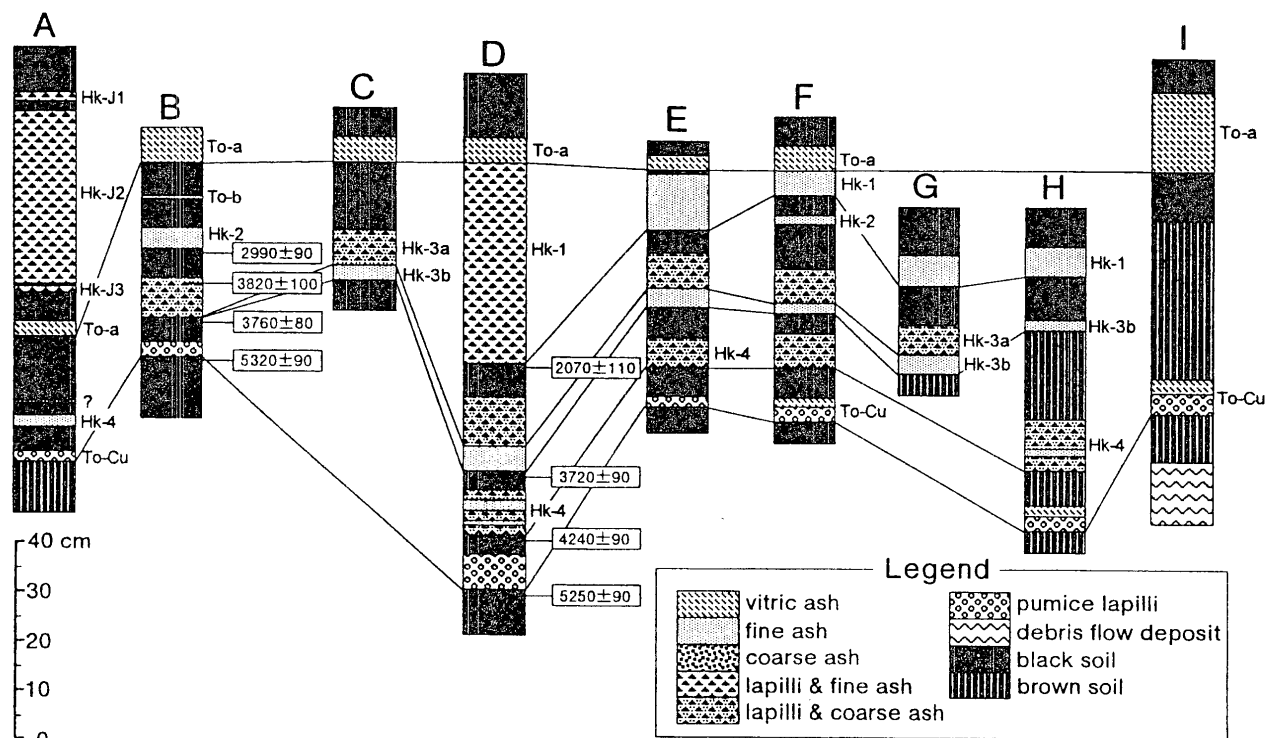 A
Hk-J1
Hk-J2
Hk-J3
To-a
?
Hk-4
To-Cu
B
To-a
To-b
Hk-2
2990±90
3820±100
3760±80
5320±90
C
Hk-3a
Hk-3b
D
To-a
Hk-1
2070±110
3720±90
Hk-4
4240±90
5250±90
E
Hk-4
F
To-a
Hk-1
Hk-2
G
Hk-3a
Hk-3b
H
Hk-1
Hk-3b
Hk-4
I
To-a
To-Cu
40 cm
30
20
10
0
Legend
vitric ash
fine ash
coarse ash
lapilli & fine ash
lapilli & coarse ash
pumice lapilli
debris flow deposit
black soil
brown soil